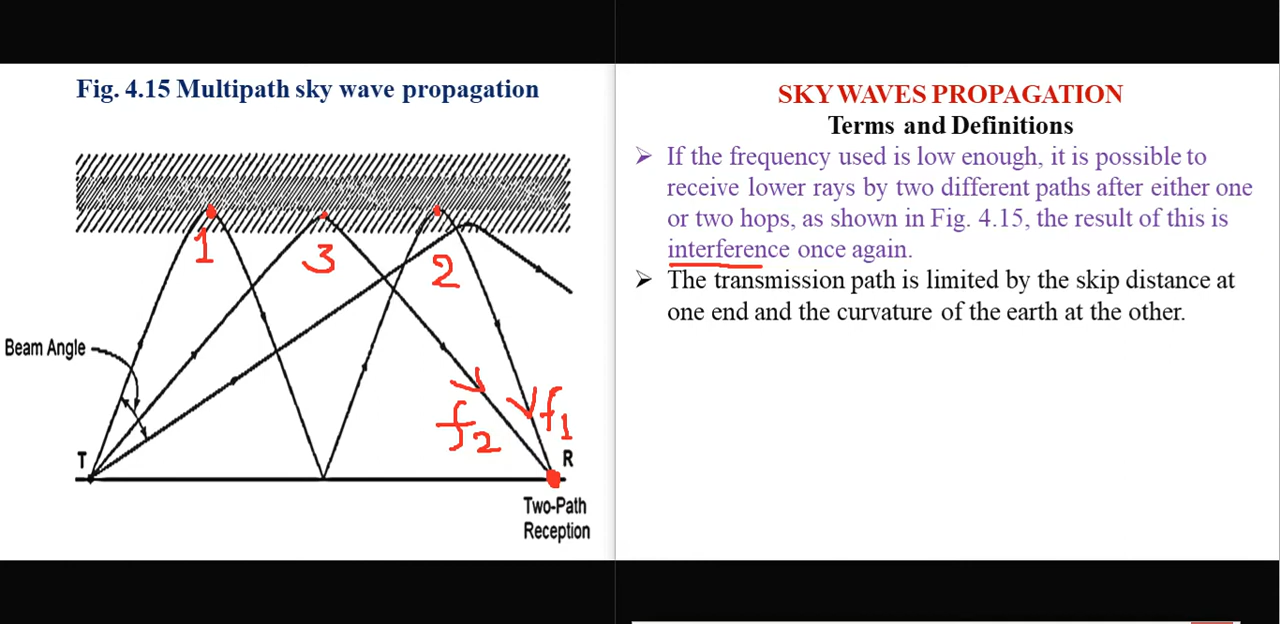 Fig. 4.15 Multipath sky wave propagation
1
3
2
Beam Angle
f2
f1
T
R
Two-Path
Reception
SKY WAVES PROPAGATION
Terms and Definitions
➤ If the frequency used is low enough, it is possible to
receive lower rays by two different paths after either one
or two hops, as shown in Fig. 4.15, the result of this is
interference once again.
➤ The transmission path is limited by the skip distance at
one end and the curvature of the earth at the other.